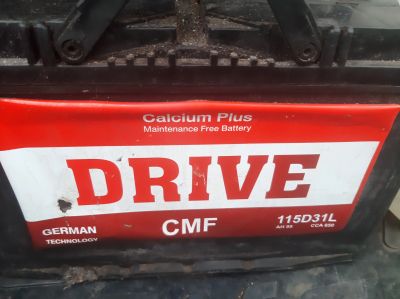 Calcium Plus
Maintenance Free Battery
DRIVE
GERMAN
TECHNOLOGY
CMF
115D31L